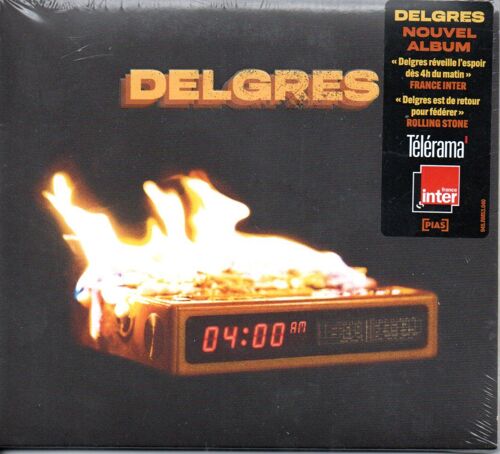 DELGRES
04:00 AM
DELGRES
NOUVEL
ALBUM
« Delgres réveille l'espoir
dès 4h du matin »
FRANCE INTER
« Delgres est de retour
pour fédérer »
ROLLING STONE
Télérama'
france
inter
[PIAS]